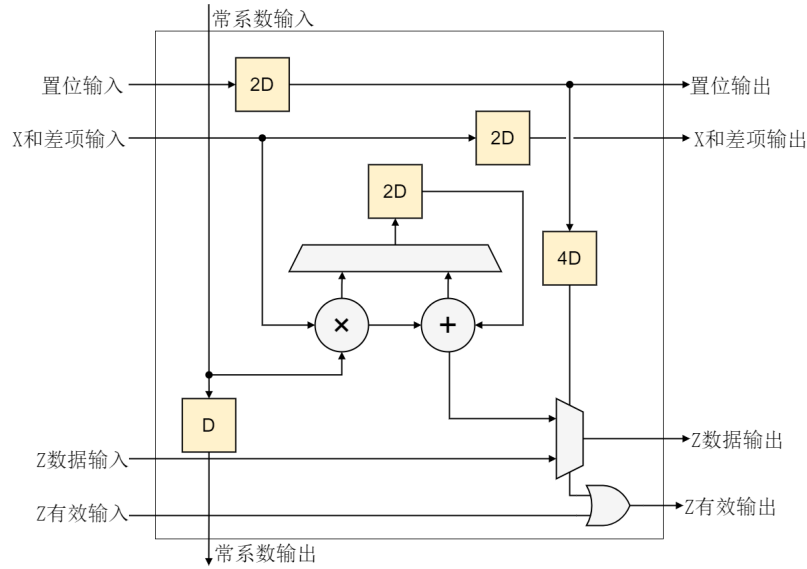 常系数输入
置位输入
2D
置位输出
X和差项输入
2D
X和差项输出
2D
4D
×
+
D
Z数据输入
Z数据输出
Z有效输入
Z有效输出
常系数输出